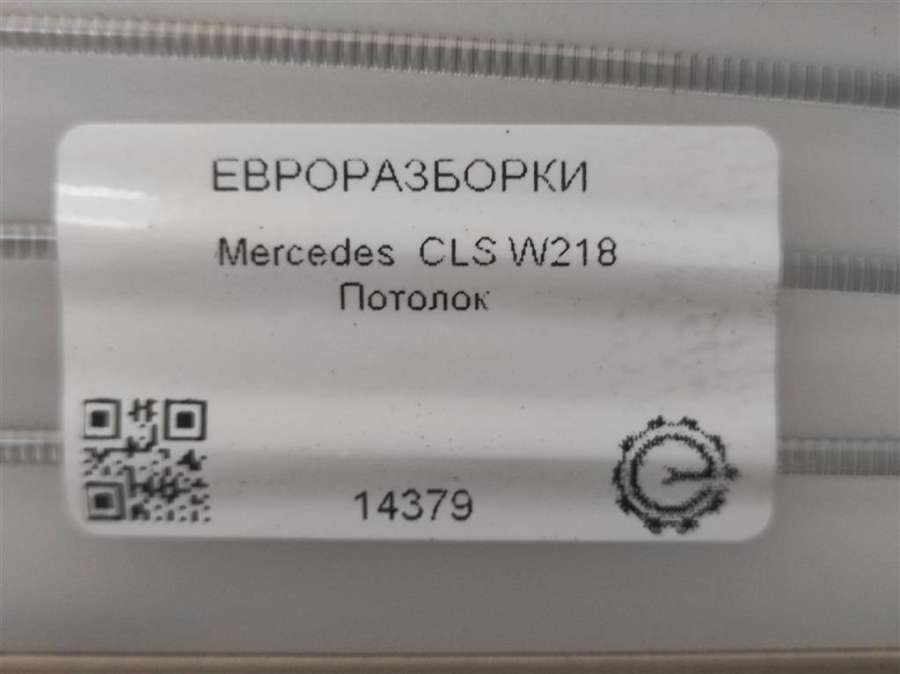 ЕВРОРАЗБОРКИ
Mercedes CLS W218
Потолок
14379